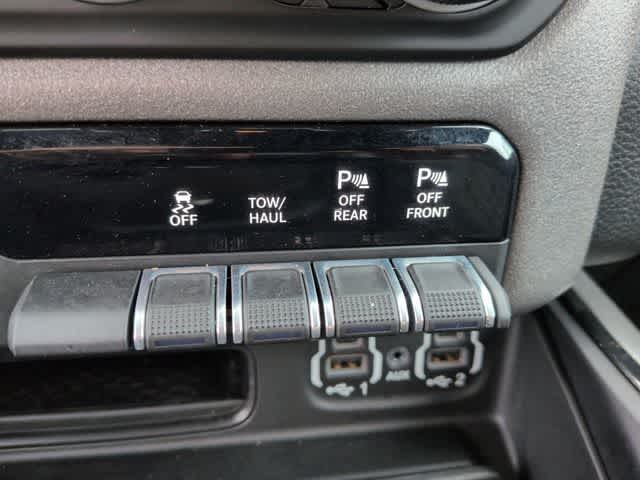 OFF
TOW/
HAUL
P
OFF
REAR
P
OFF
FRONT
1
AUX
2